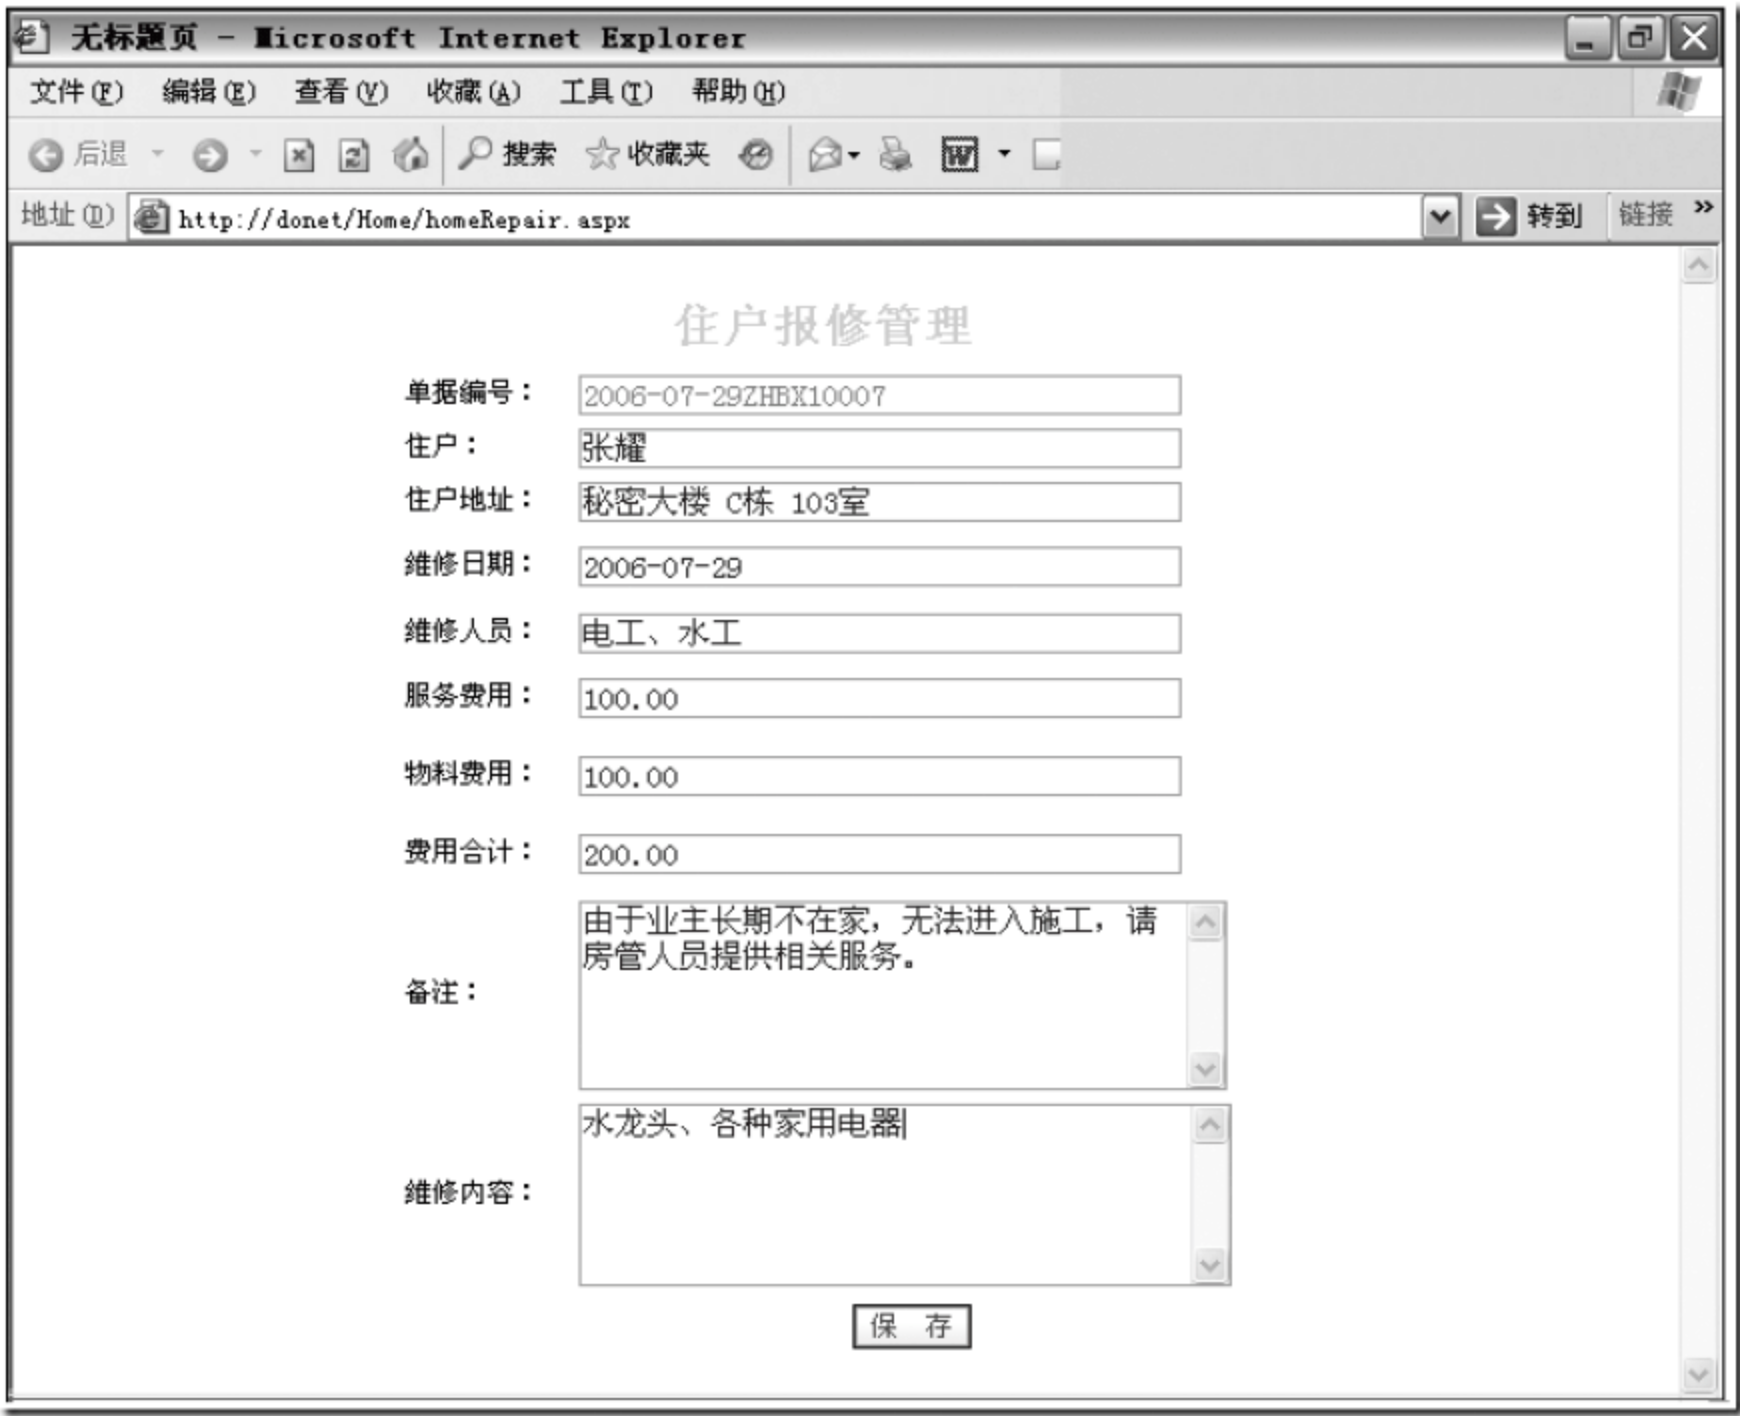 无标题页 - Microsoft Internet Explorer
文件(F) 编辑(E) 查看(V) 收藏(A) 工具(T) 帮助(H)
后退 搜索 收藏夹
地址(D) http://donet/Home/homeRepair.aspx 转到 链接 »
住户报修管理
单据编号： 2006-07-29ZHBX10007
住户： 张耀
住户地址： 秘密大楼 C栋 103室
维修日期： 2006-07-29
维修人员： 电工、水工
服务费用： 100.00
物料费用： 100.00
费用合计： 200.00
备注： 由于业主长期不在家，无法进入施工，请
房管人员提供相关服务。
维修内容： 水龙头、各种家用电器
保 存